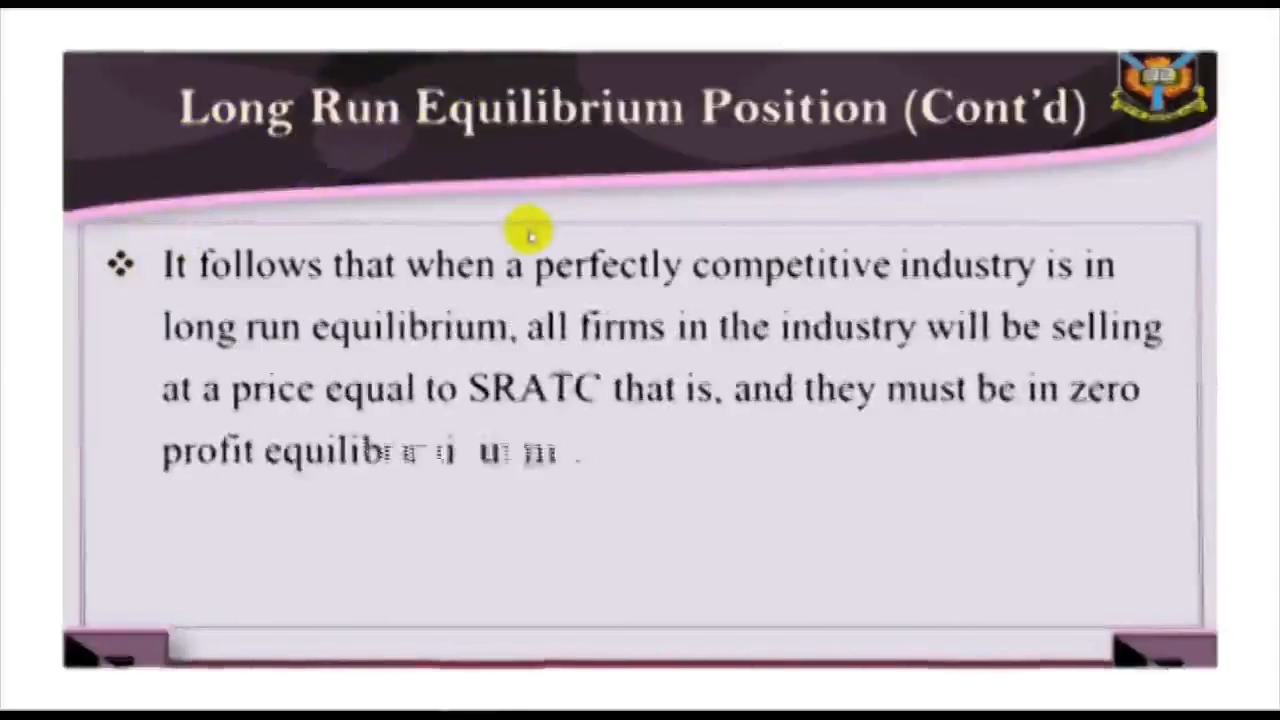 Long Run Equilibrium Position (Cont'd)
❖ It follows that when a perfectly competitive industry is in
long run equilibrium, all firms in the industry will be selling
at a price equal to SRATC that is, and they must be in zero
profit equilibrium.